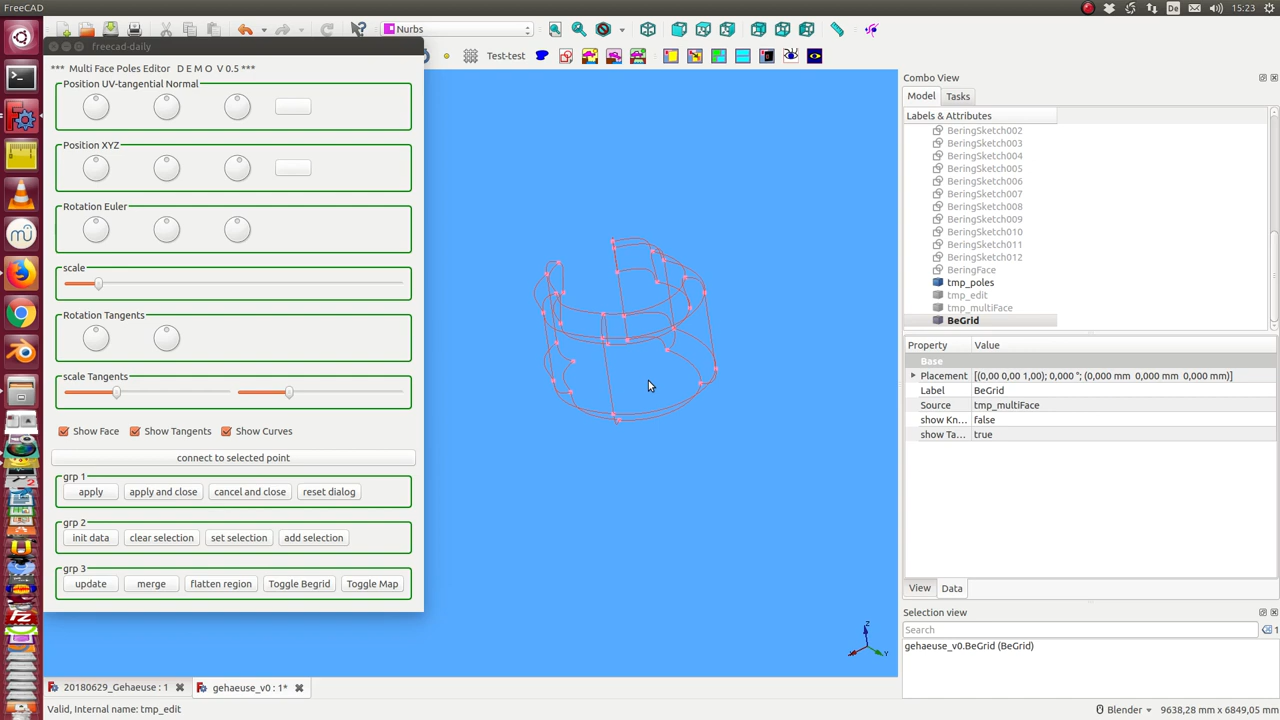 FreeCAD
De
15:23
Nurbs
freecad-daily
Test-test
*** Multi Face Poles Editor D E M O V 0.5 ***
Position UV-tangential Normal
Position XYZ
Rotation Euler
scale
Rotation Tangents
scale Tangents
Show Face
Show Tangents
Show Curves
connect to selected point
grp 1
apply
apply and close
cancel and close
reset dialog
grp 2
init data
clear selection
set selection
add selection
grp 3
update
merge
flatten region
Toggle Begrid
Toggle Map
Z
Y
Combo View
Model
Tasks
Labels & Attributes
BeringSketch002
BeringSketch003
BeringSketch004
BeringSketch005
BeringSketch006
BeringSketch007
BeringSketch008
BeringSketch009
BeringSketch010
BeringSketch011
BeringSketch012
BeringFace
tmp_poles
tmp_edit
tmp_multiFace
BeGrid
Property Value
Base
Placement [(0,00 0,00 1,00); 0,000 °; (0,000 mm 0,000 mm 0,000 mm)]
Label BeGrid
Source tmp_multiFace
show Kn... false
show Ta... true
View
Data
Selection view
Search
1
gehaeuse_v0.BeGrid (BeGrid)
20180629_Gehaeuse : 1
gehaeuse_v0 : 1*
Valid, Internal name: tmp_edit
Blender
9638,28 mm x 6849,05 mm